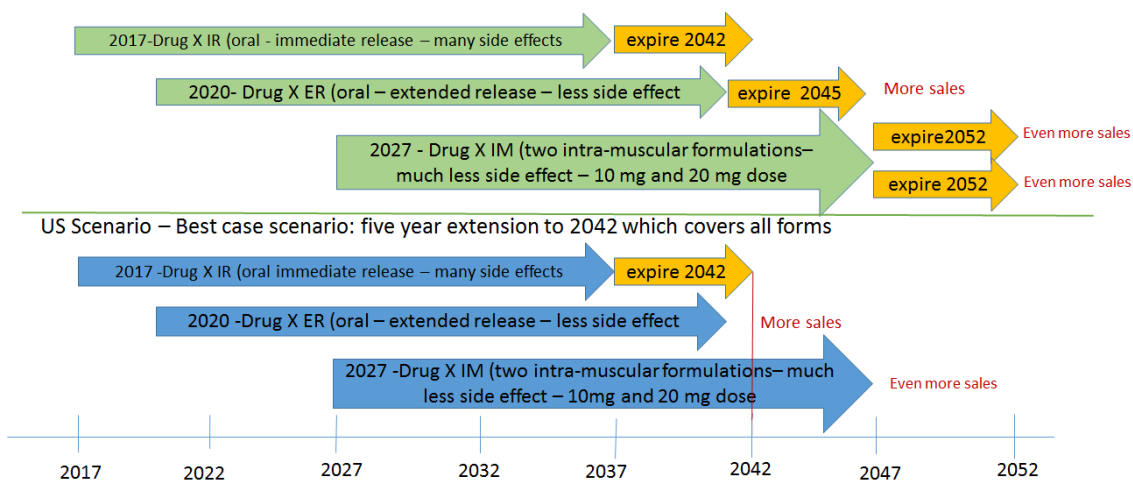 2017-Drug X IR (oral - immediate release – many side effects
expire 2042
2020- Drug X ER (oral – extended release – less side effect
expire 2045
More sales
2027 - Drug X IM (two intra-muscular formulations–
much less side effect – 10 mg and 20 mg dose
expire2052
Even more sales
expire 2052
Even more sales
US Scenario – Best case scenario: five year extension to 2042 which covers all forms
2017 -Drug X IR (oral immediate release – many side effects
expire 2042
2020 -Drug X ER (oral – extended release – less side effect
More sales
2027 -Drug X IM (two intra-muscular formulations– much
less side effect – 10mg and 20 mg dose
Even more sales
2017
2022
2027
2032
2037
2042
2047
2052